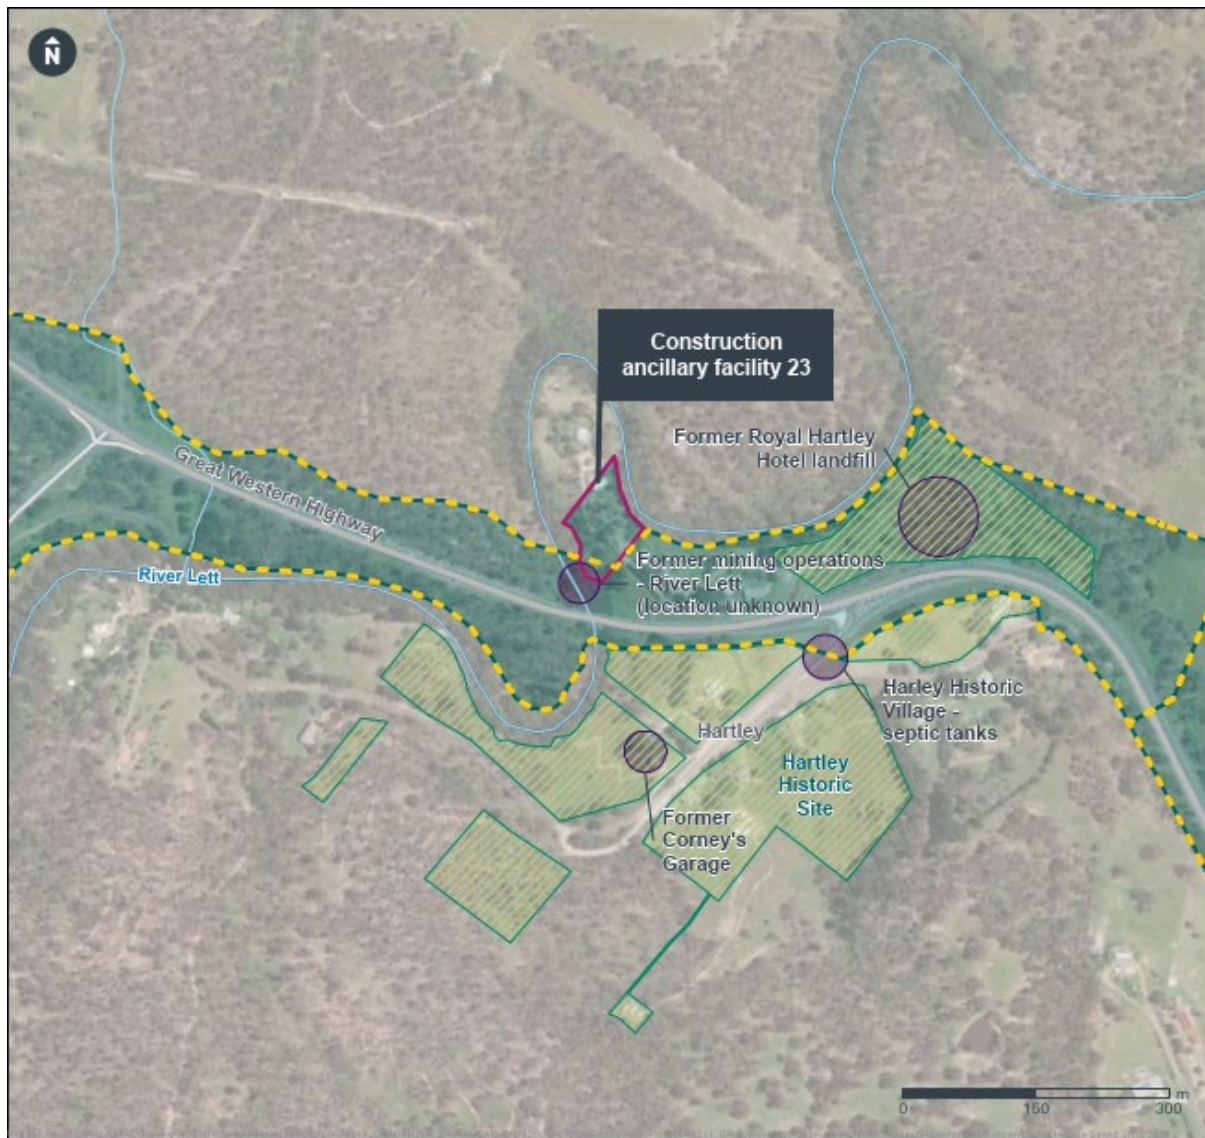 N
Construction
ancillary facility 23
Former Royal Hartley
Hotel landfill
Great Western Highway
Former mining operations
- River Lett
(location unknown)
River Lett
Harley Historic
Village -
septic tanks
Hartley
Hartley
Historic
Site
Former
Corney's
Garage
m
0 150 300